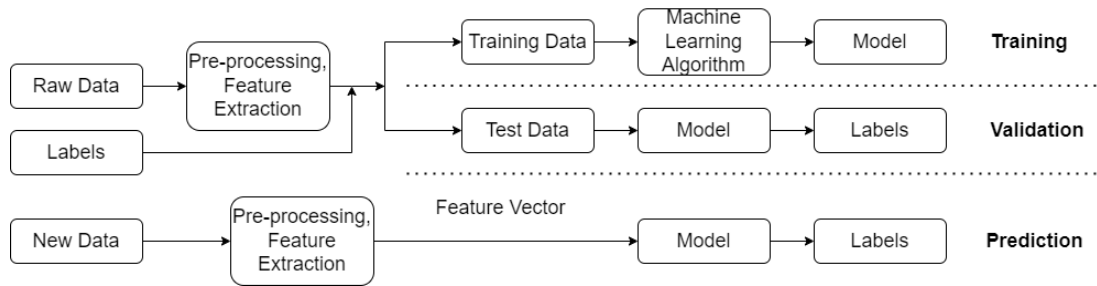 Raw Data
Pre-processing,
Feature
Extraction
Labels
Training Data
Machine
Learning
Algorithm
Model
Training
Test Data
Model
Labels
Validation
New Data
Pre-processing,
Feature
Extraction
Feature Vector
Model
Labels
Prediction